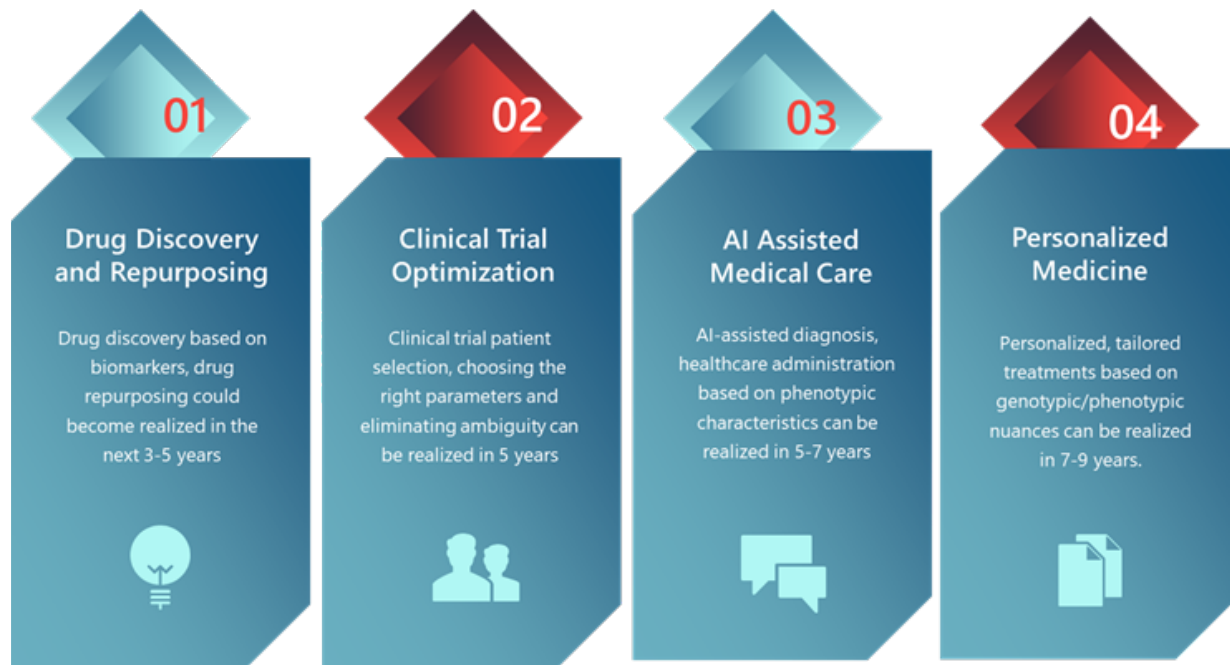 01
Drug Discovery
and Repurposing
Drug discovery based on
biomarkers, drug
repurposing could
become realized in the
next 3-5 years
02
Clinical Trial
Optimization
Clinical trial patient
selection, choosing the
right parameters and
eliminating ambiguity can
be realized in 5 years
03
AI Assisted
Medical Care
AI-assisted diagnosis,
healthcare administration
based on phenotypic
characteristics can be
realized in 5-7 years
04
Personalized
Medicine
Personalized, tailored
treatments based on
genotypic/phenotypic
nuances can be realized
in 7-9 years.